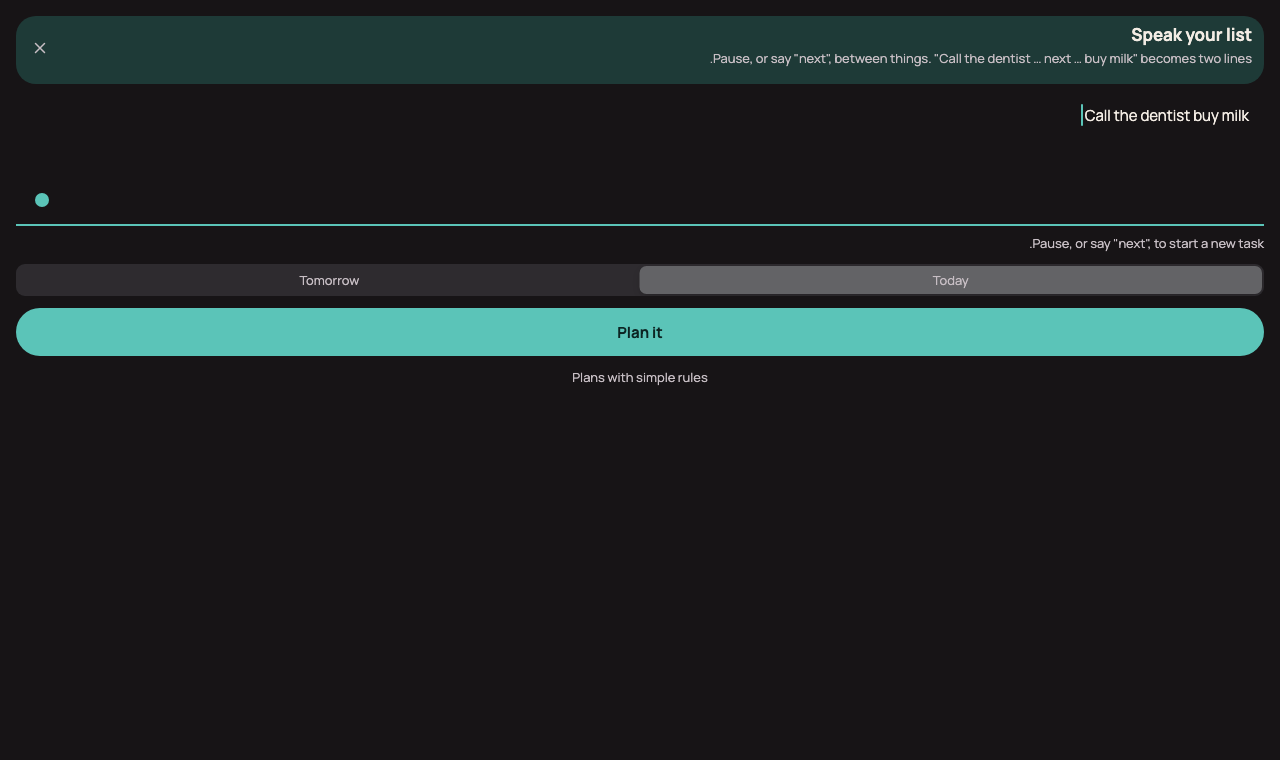 Speak your list
.Pause, or say "next", between things. "Call the dentist … next … buy milk" becomes two lines
Call the dentist buy milk
.Pause, or say "next", to start a new task
Today
Tomorrow
Plan it
Plans with simple rules